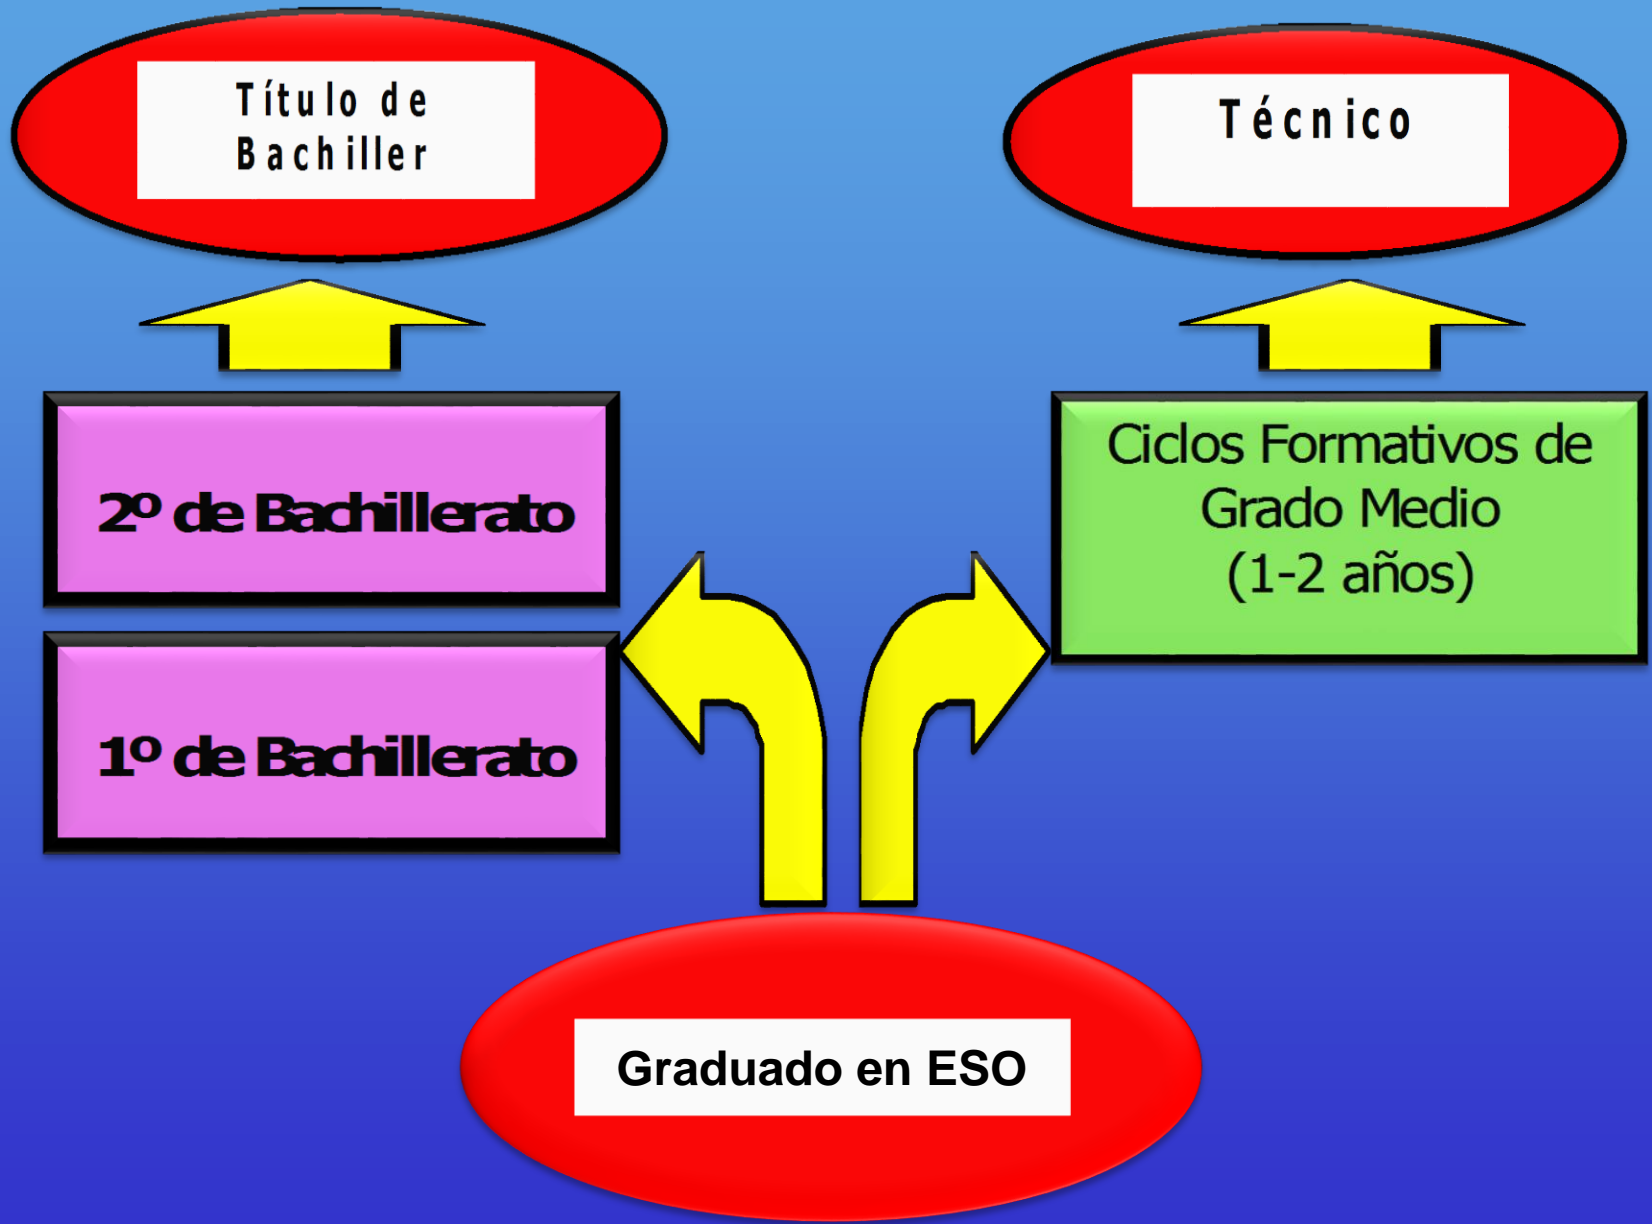 Título de
Bachiller
Técnico
2º de Bachillerato
1º de Bachillerato
Ciclos Formativos de
Grado Medio
(1-2 años)
Graduado en ESO